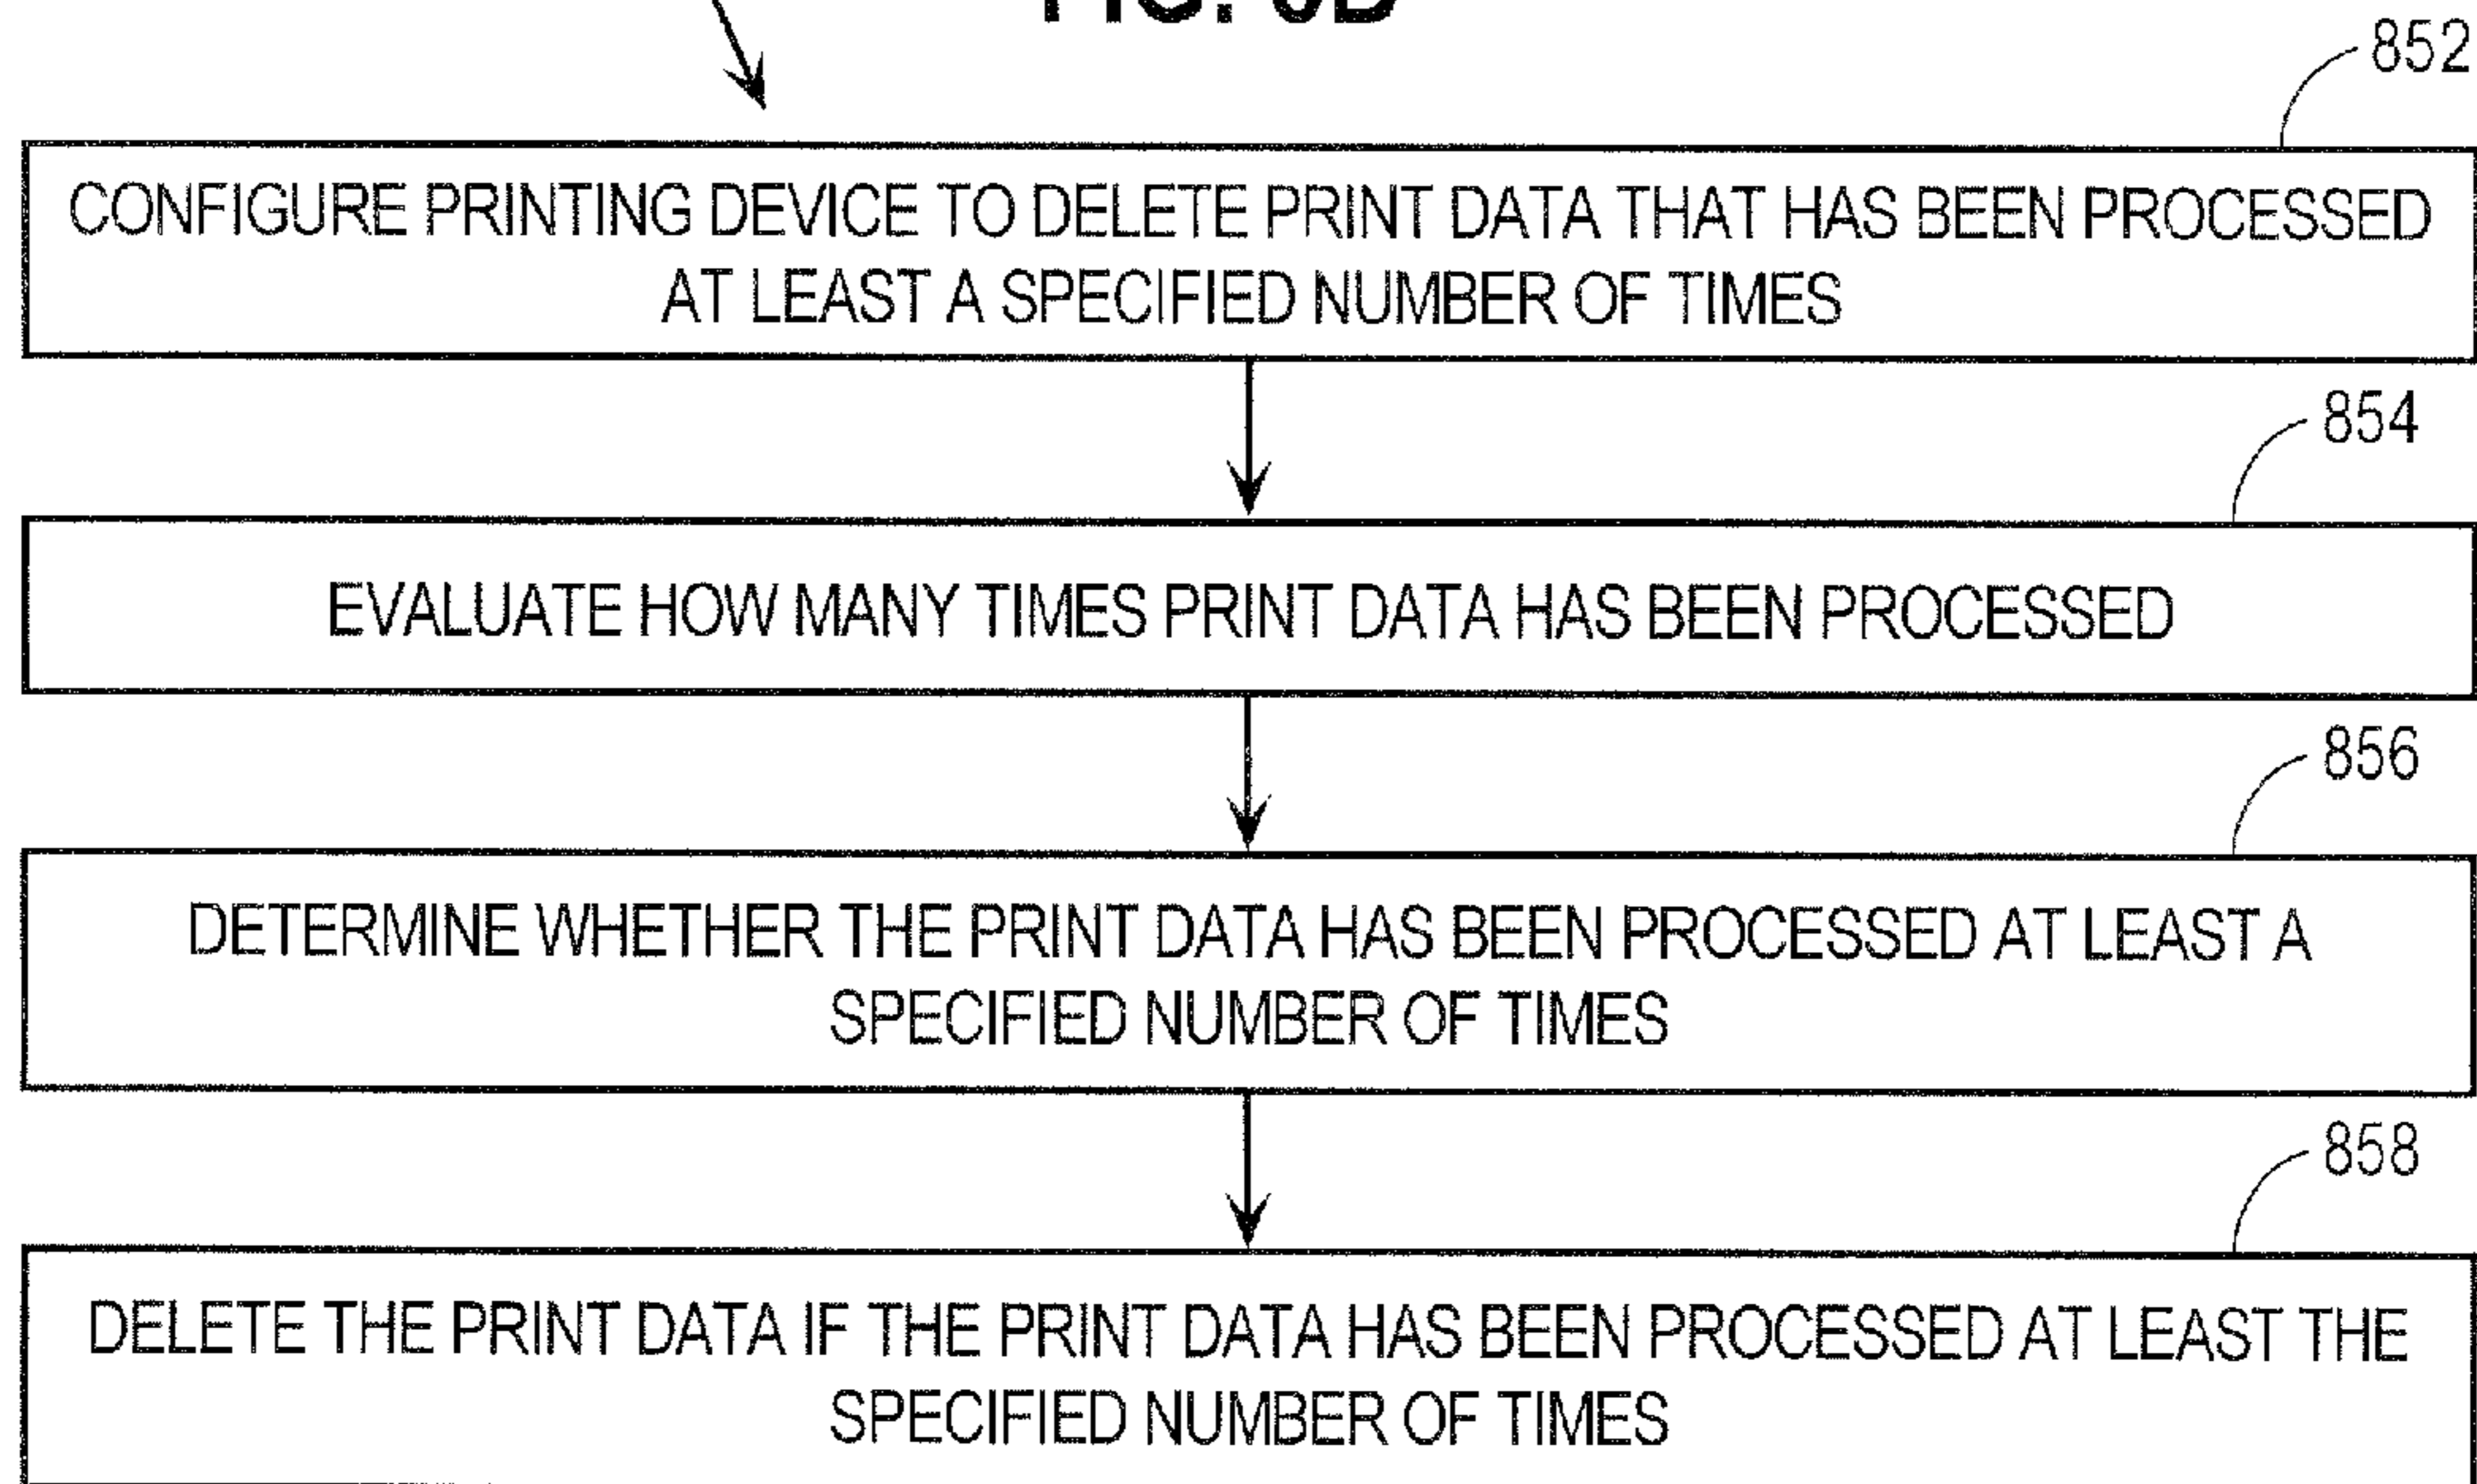 FIG.
852
CONFIGURE PRINTING DEVICE TO DELETE PRINT DATA THAT HAS BEEN PROCESSED
AT LEAST A SPECIFIED NUMBER OF TIMES
854
EVALUATE HOW MANY TIMES PRINT DATA HAS BEEN PROCESSED
856
DETERMINE WHETHER THE PRINT DATA HAS BEEN PROCESSED AT LEAST A
SPECIFIED NUMBER OF TIMES
858
DELETE THE PRINT DATA IF THE PRINT DATA HAS BEEN PROCESSED AT LEAST THE
SPECIFIED NUMBER OF TIMES